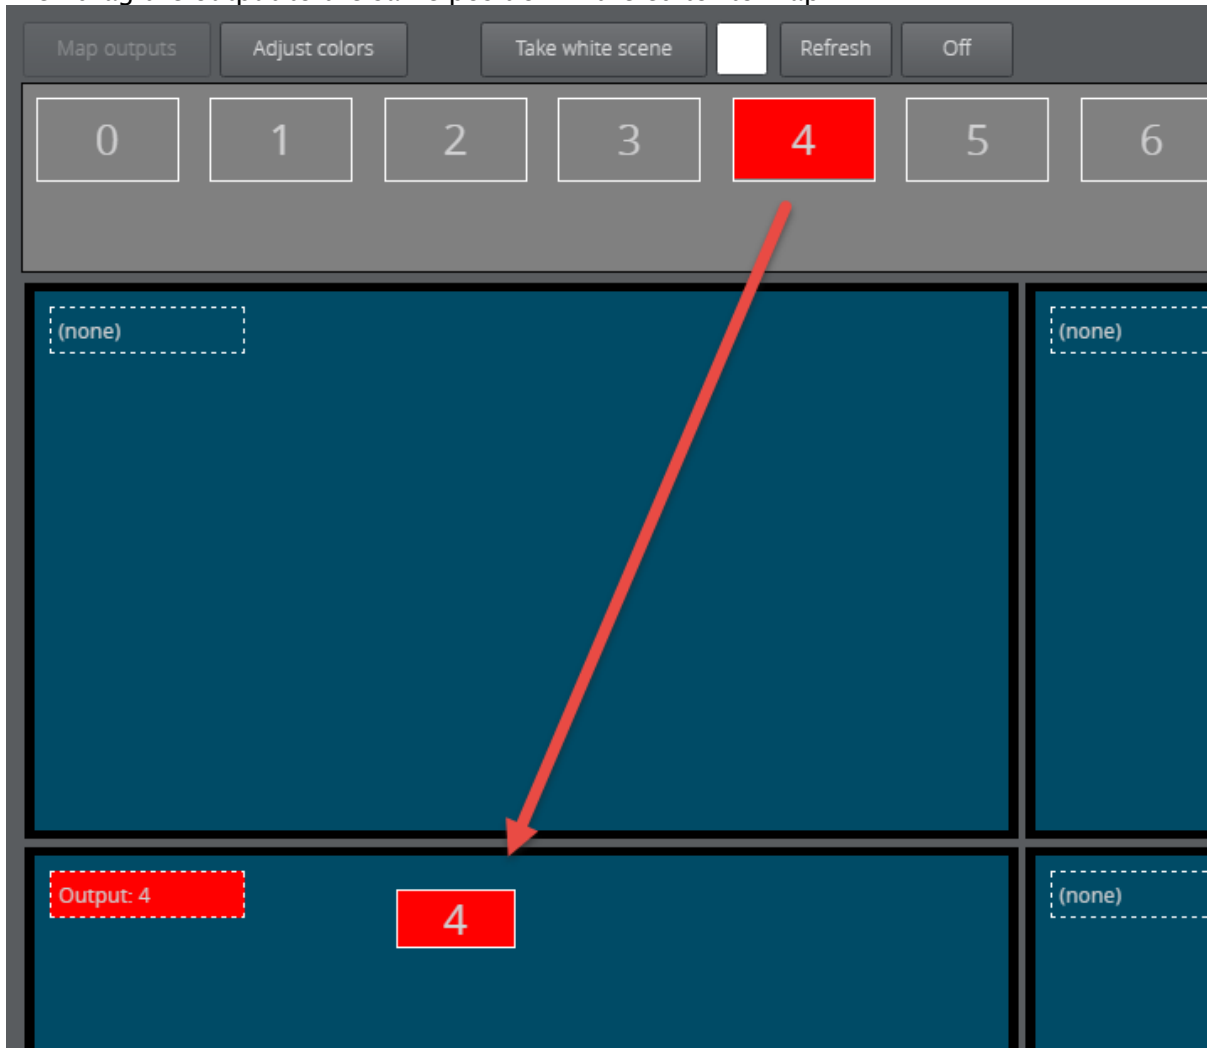 Map outputs Adjust colors Take white scene Refresh Off
0 1 2 3 4 5 6
(none) (none)
Output: 4 4 (none)